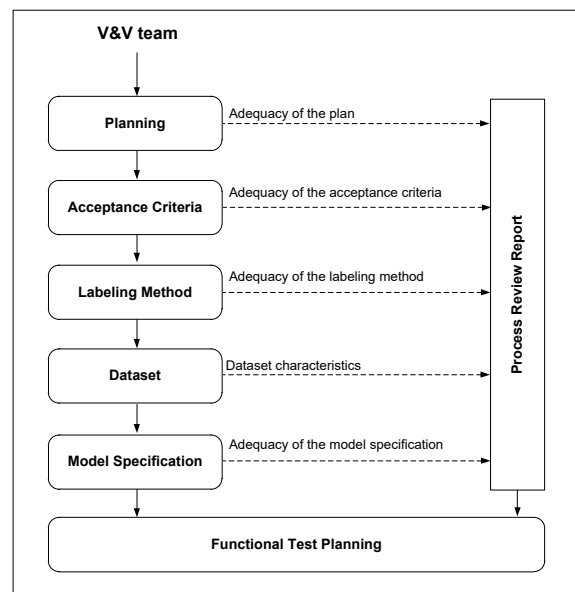 V&V team
Planning
Adequacy of the plan
Acceptance Criteria
Adequacy of the acceptance criteria
Labeling Method
Adequacy of the labeling method
Dataset
Dataset characteristics
Model Specification
Adequacy of the model specification
Process Review Report
Functional Test Planning